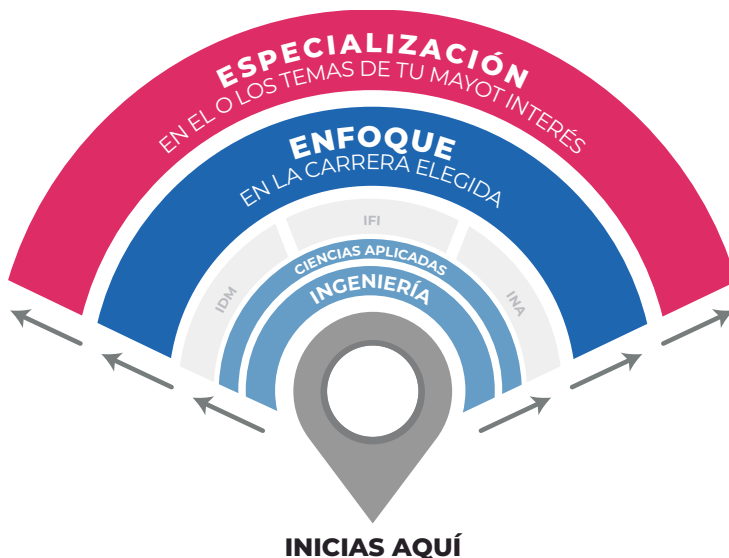 ESPECIALIZACIÓN
EN EL O LOS TEMAS DE TU MAYOT INTERÉS
ENFOQUE
EN LA CARRERA ELEGIDA
IFI
IDM
INA
CIENCIAS APLICADAS
INGENIERÍA
INICIAS AQUÍ